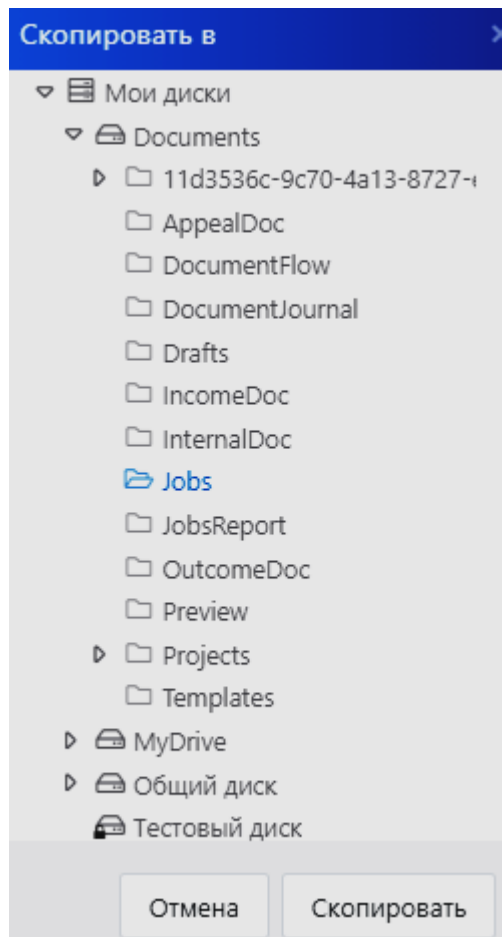 Скопировать в
Мои диски
Documents
11d3536c-9c70-4a13-8727-
AppealDoc
DocumentFlow
DocumentJournal
Drafts
IncomeDoc
InternalDoc
Jobs
JobsReport
OutcomeDoc
Preview
Projects
Templates
MyDrive
Общий диск
Тестовый диск
Отмена
Скопировать